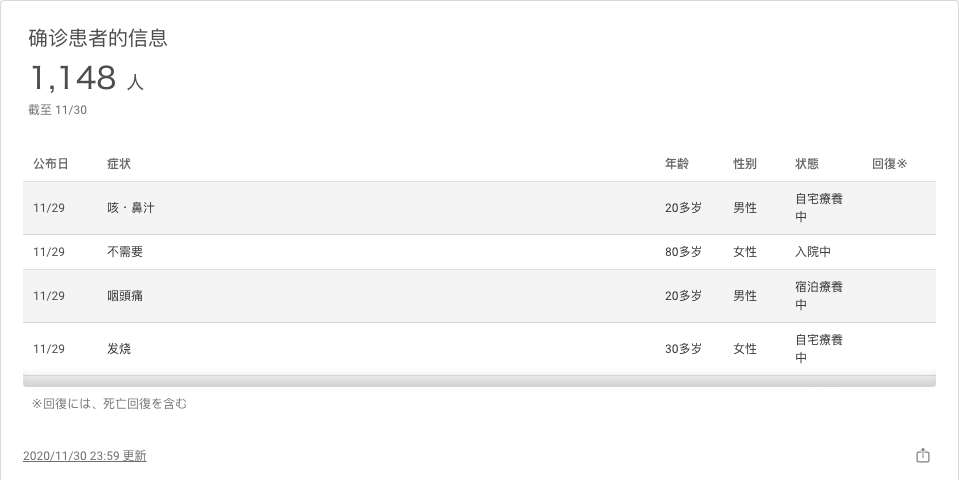 确诊患者的信息
1,148 人
截至 11/30
公布日 症状 年龄 性别 状態 回復※
11/29 咳・鼻汁 20多岁 男性 自宅療養中
11/29 不需要 80多岁 女性 入院中
11/29 咽頭痛 20多岁 男性 宿泊療養中
11/29 发烧 30多岁 女性 自宅療養中
※回復には、死亡回復を含む
2020/11/30 23:59 更新